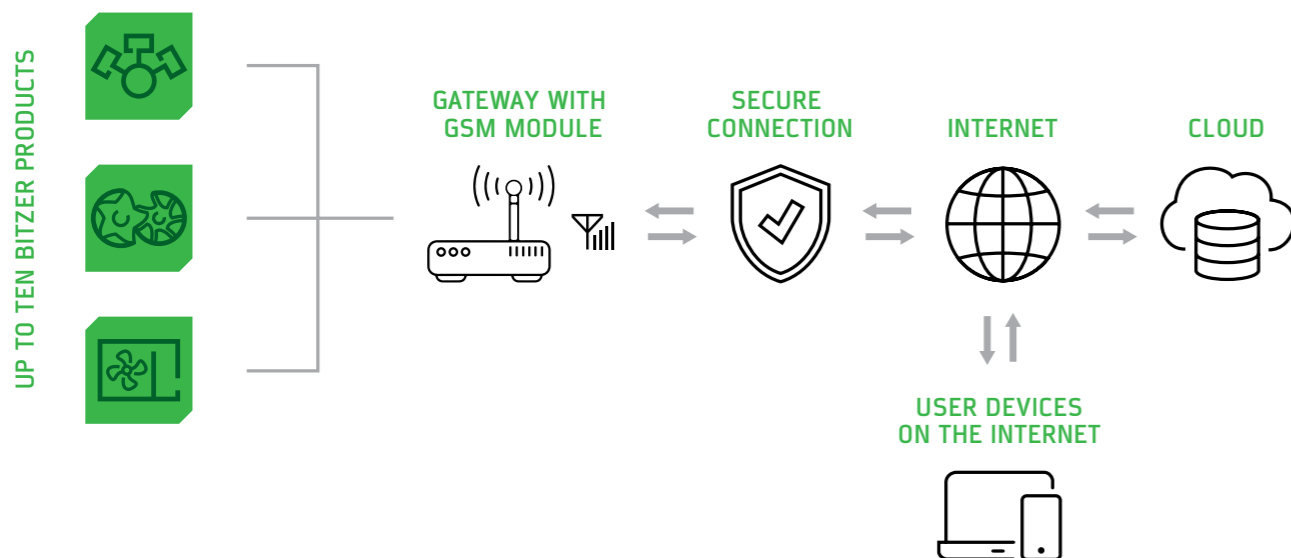 UP TO TEN BITZER PRODUCTS
GATEWAY WITH
GSM MODULE
SECURE
CONNECTION
INTERNET
CLOUD
USER DEVICES
ON THE INTERNET